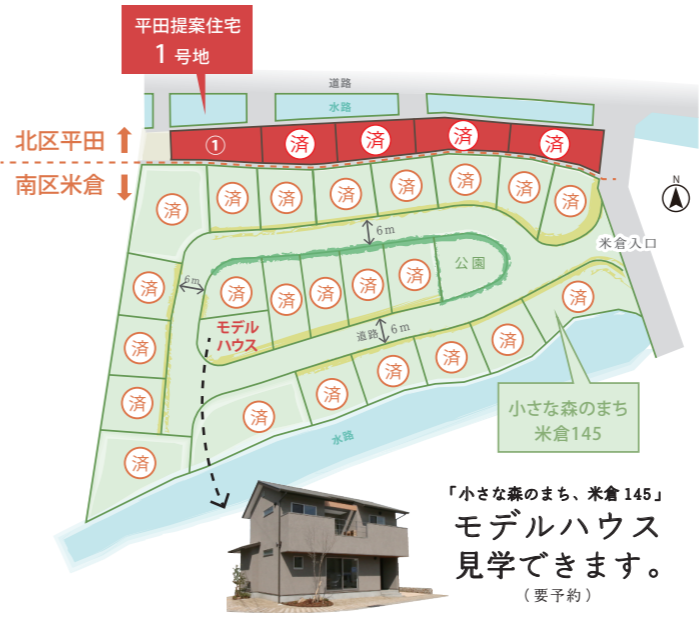 平田提案住宅
1 号地
道路
水路
北区平田
①
済
済
済
済
南区米倉
済
済
済
済
済
済
済
済
N
6m
米倉入口
公園
済
6m
済
済
済
済
済
済
済
モデル
ハウス
道路
6m
済
済
済
済
済
済
小さな森のまち
米倉145
済
済
水路
済
「小さな森のまち、米倉145」
モデルハウス
見学できます。
(要予約)